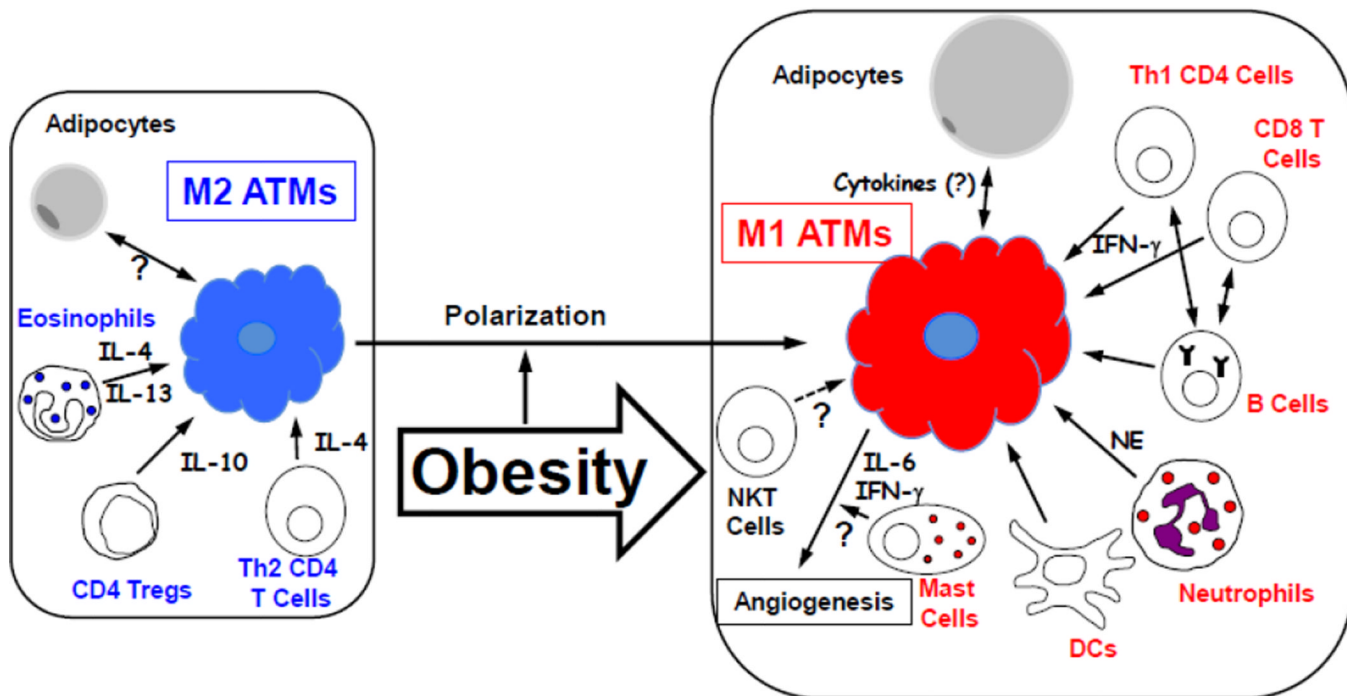 Adipocytes
M2 ATMs
?
Eosinophils
IL-4
IL-13
IL-10
IL-4
CD4 Tregs
Th2 CD4
T Cells
Polarization
Obesity
Adipocytes
Th1 CD4 Cells
CD8 T
Cells
Cytokines (?)
M1 ATMs
IFN-γ
B Cells
?
NKT
Cells
IL-6
IFN-γ
?
NE
Angiogenesis
Mast
Cells
DCs
Neutrophils